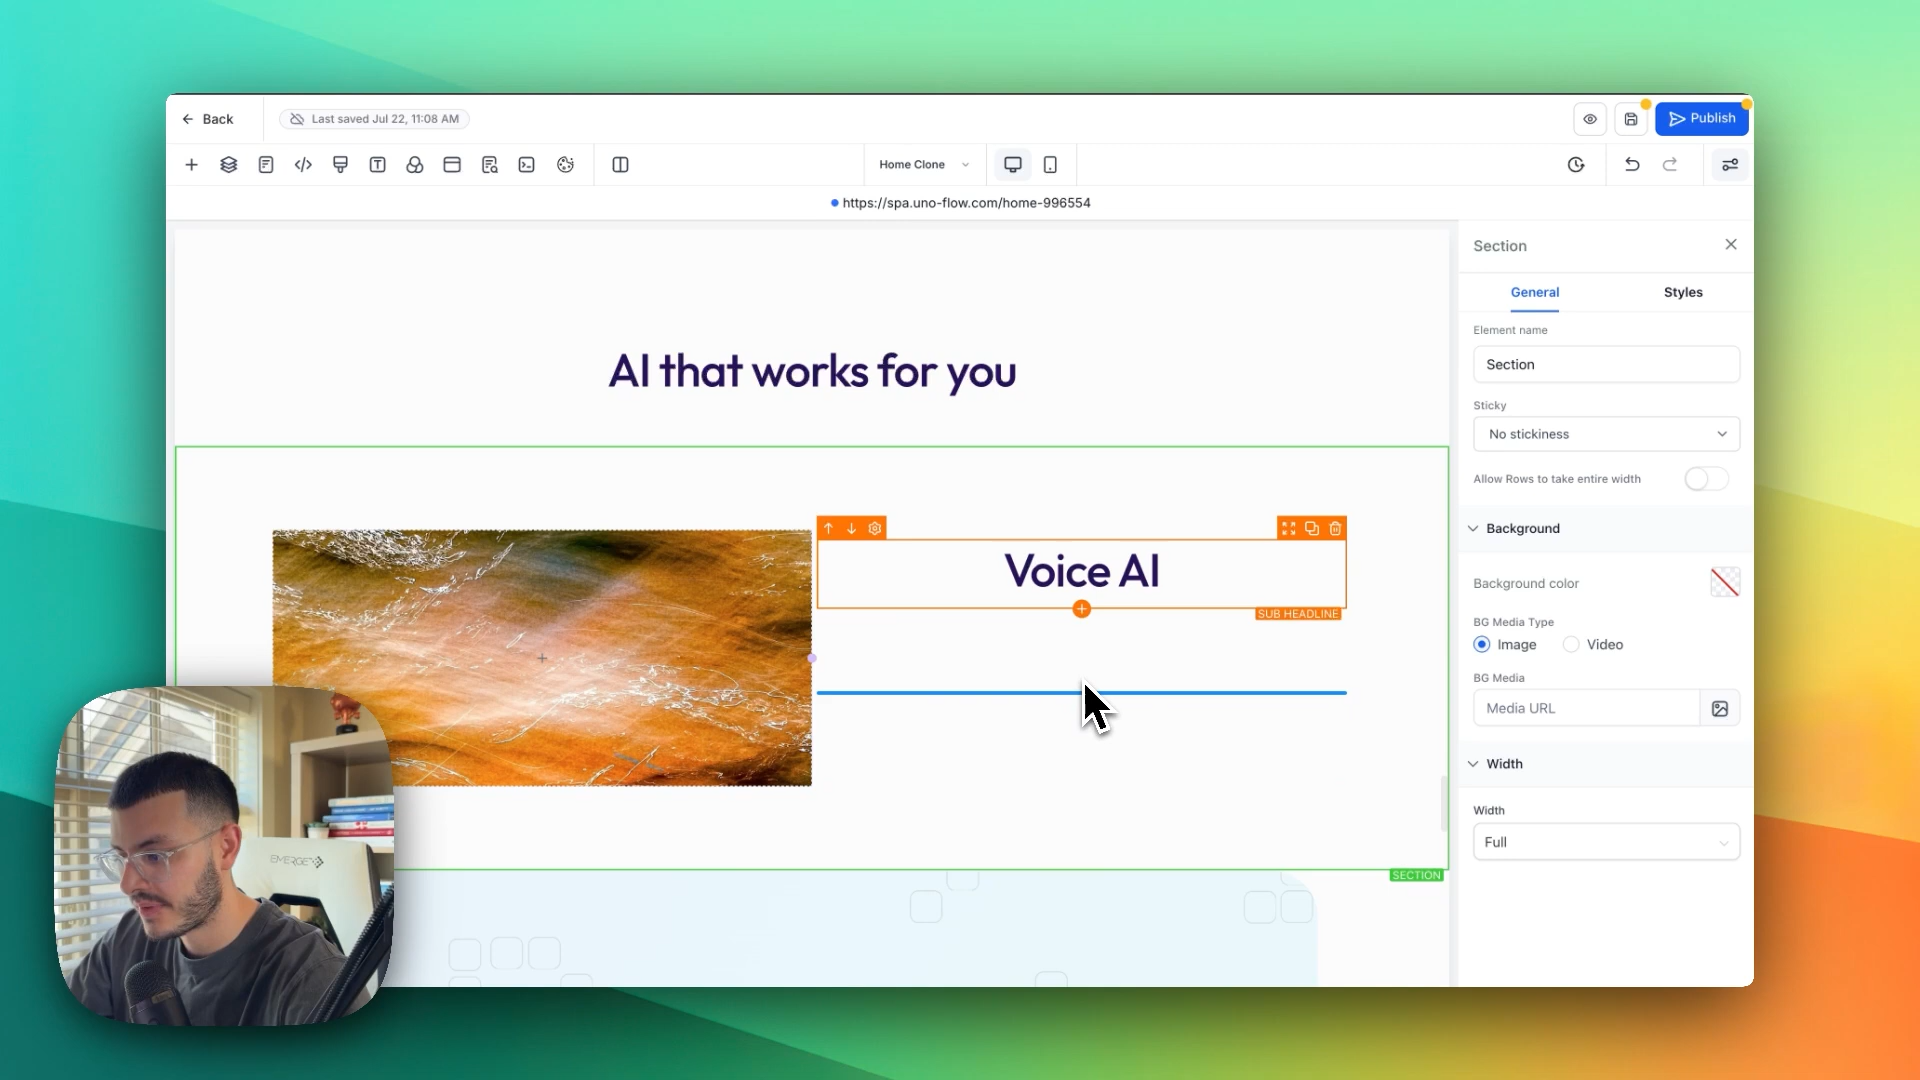 Back
Last saved Jul 22, 11:08 AM
Publish
Home Clone
https://spa.uno-flow.com/home-996554
Section
General
Styles
Element name
Section
Sticky
No stickiness
Allow Rows to take entire width
Background
Background color
BG Media Type
Image
Video
BG Media
Media URL
Width
Width
Full
AI that works for you
Voice AI
SUB HEADLINE
SECTION
EMERGE